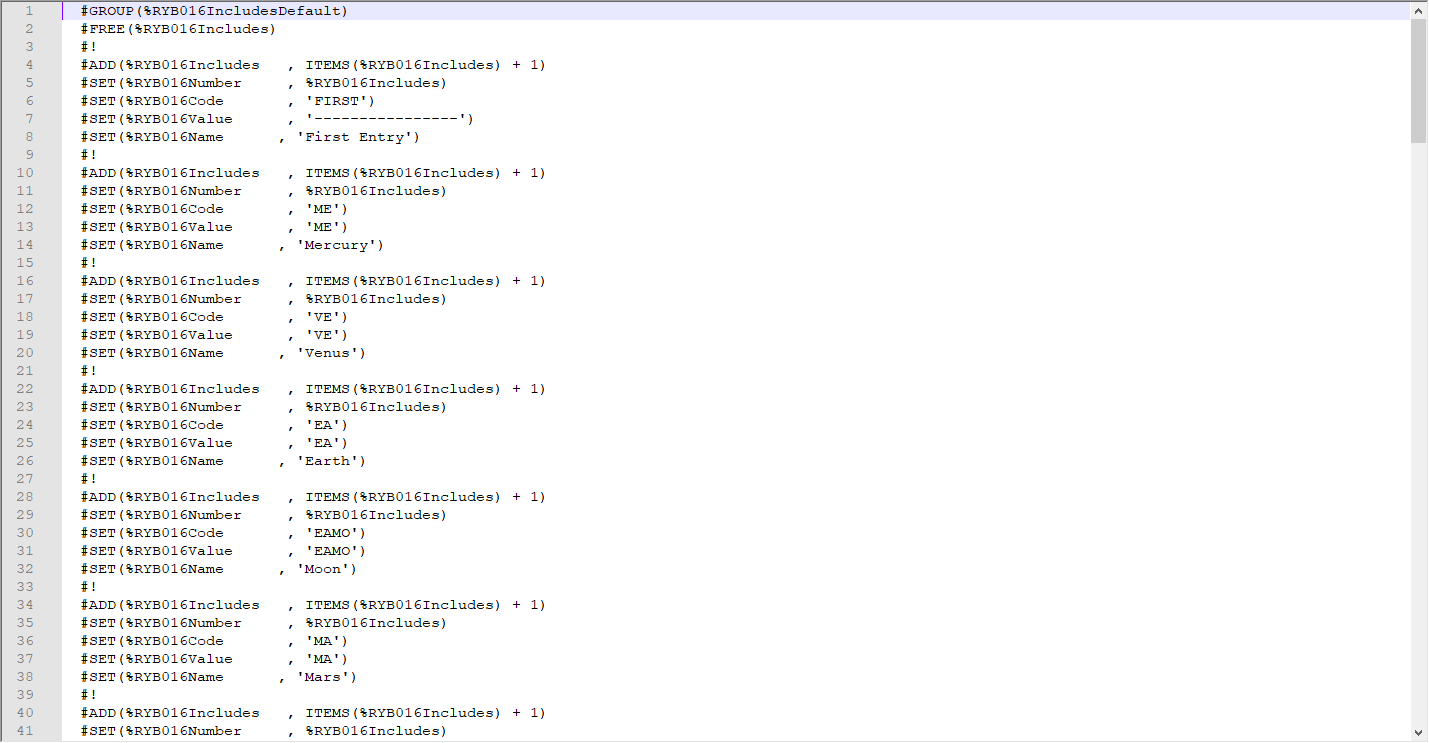 1 #GROUP(%RYB016IncludesDefault)
2 #FREE(%RYB016Includes)
3 #!
4 #ADD(%RYB016Includes   , ITEMS(%RYB016Includes) + 1)
5 #SET(%RYB016Number     , %RYB016Includes)
6 #SET(%RYB016Code       , 'FIRST')
7 #SET(%RYB016Value      , '----------------')
8 #SET(%RYB016Name      , 'First Entry')
9 #!
10 #ADD(%RYB016Includes   , ITEMS(%RYB016Includes) + 1)
11 #SET(%RYB016Number     , %RYB016Includes)
12 #SET(%RYB016Code       , 'ME')
13 #SET(%RYB016Value      , 'ME')
14 #SET(%RYB016Name      , 'Mercury')
15 #!
16 #ADD(%RYB016Includes   , ITEMS(%RYB016Includes) + 1)
17 #SET(%RYB016Number     , %RYB016Includes)
18 #SET(%RYB016Code       , 'VE')
19 #SET(%RYB016Value      , 'VE')
20 #SET(%RYB016Name      , 'Venus')
21 #!
22 #ADD(%RYB016Includes   , ITEMS(%RYB016Includes) + 1)
23 #SET(%RYB016Number     , %RYB016Includes)
24 #SET(%RYB016Code       , 'EA')
25 #SET(%RYB016Value      , 'EA')
26 #SET(%RYB016Name      , 'Earth')
27 #!
28 #ADD(%RYB016Includes   , ITEMS(%RYB016Includes) + 1)
29 #SET(%RYB016Number     , %RYB016Includes)
30 #SET(%RYB016Code       , 'EAMO')
31 #SET(%RYB016Value      , 'EAMO')
32 #SET(%RYB016Name      , 'Moon')
33 #!
34 #ADD(%RYB016Includes   , ITEMS(%RYB016Includes) + 1)
35 #SET(%RYB016Number     , %RYB016Includes)
36 #SET(%RYB016Code       , 'MA')
37 #SET(%RYB016Value      , 'MA')
38 #SET(%RYB016Name      , 'Mars')
39 #!
40 #ADD(%RYB016Includes   , ITEMS(%RYB016Includes) + 1)
41 #SET(%RYB016Number     , %RYB016Includes)